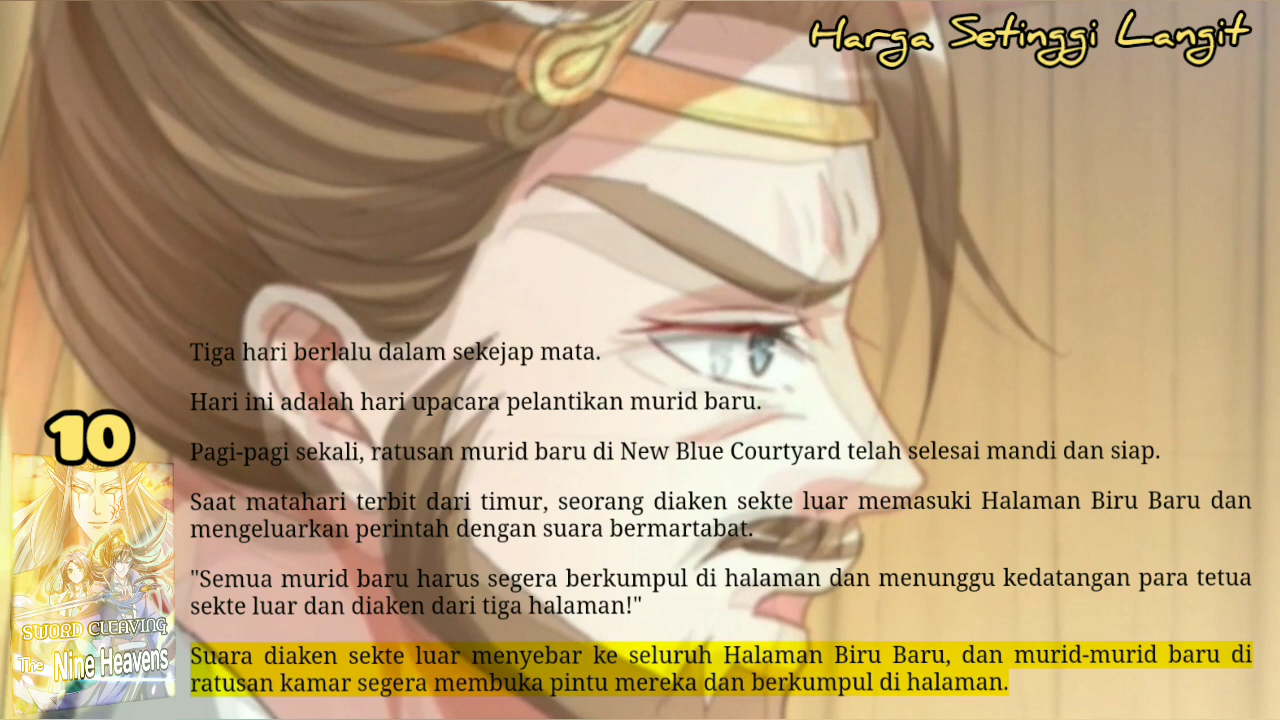 Harga Setinggi Langit
Tiga hari berlalu dalam sekejap mata.
Hari ini adalah hari upacara pelantikan murid baru.
Pagi-pagi sekali, ratusan murid baru di New Blue Courtyard telah selesai mandi dan siap.
Saat matahari terbit dari timur, seorang diaken sekte luar memasuki Halaman Biru Baru dan
mengeluarkan perintah dengan suara bermartabat.
"Semua murid baru harus segera berkumpul di halaman dan menunggu kedatangan para tetua
sekte luar dan diaken dari tiga halaman!"
Suara diaken sekte luar menyebar ke seluruh Halaman Biru Baru, dan murid-murid baru di
ratusan kamar segera membuka pintu mereka dan berkumpul di halaman.
10
SWORD CLEAVING
The Nine Heavens